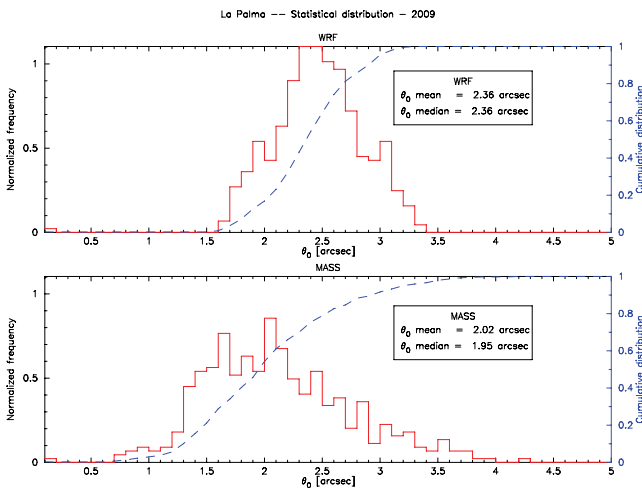 La Palma -- Statistical distribution - 2009
WRF
Normalized frequency
1
0.5
0
WRF
θ0 mean = 2.36 arcsec
θ0 median = 2.36 arcsec
1
0.8
0.6
0.4
0.2
0
Cumulative distribution
0.5 1 1.5 2 2.5 3 3.5 4 4.5 5
θ0 [arcsec]
MASS
Normalized frequency
1
0.5
0
MASS
θ0 mean = 2.02 arcsec
θ0 median = 1.95 arcsec
1
0.8
0.6
0.4
0.2
0
Cumulative distribution
0.5 1 1.5 2 2.5 3 3.5 4 4.5 5
θ0 [arcsec]